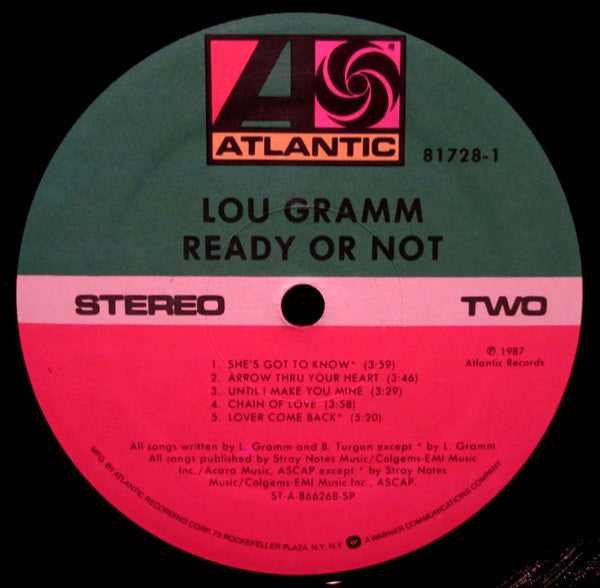 ATLANTIC
81728-1
LOU GRAMM
READY OR NOT
STEREO
TWO
℗ 1987
Atlantic Records
1. SHE'S GOT TO KNOW* (3:59)
2. ARROW THRU YOUR HEART (3:46)
3. UNTIL I MAKE YOU MINE (3:29)
4. CHAIN OF LOVE (3:58)
5. LOVER COME BACK* (5:20)
All songs written by L. Gramm and B. Turgon except * by L. Gramm
All songs published by Stray Notes Music/Colgems-EMI Music
Inc./Acara Music, ASCAP except * by Stray Notes
Music/Colgems-EMI Music Inc., ASCAP.
ST-A-866268-SP
MFG. BY ATLANTIC RECORDING CORP. 75 ROCKEFELLER PLAZA, N.Y. N.Y. A WARNER COMMUNICATIONS COMPANY